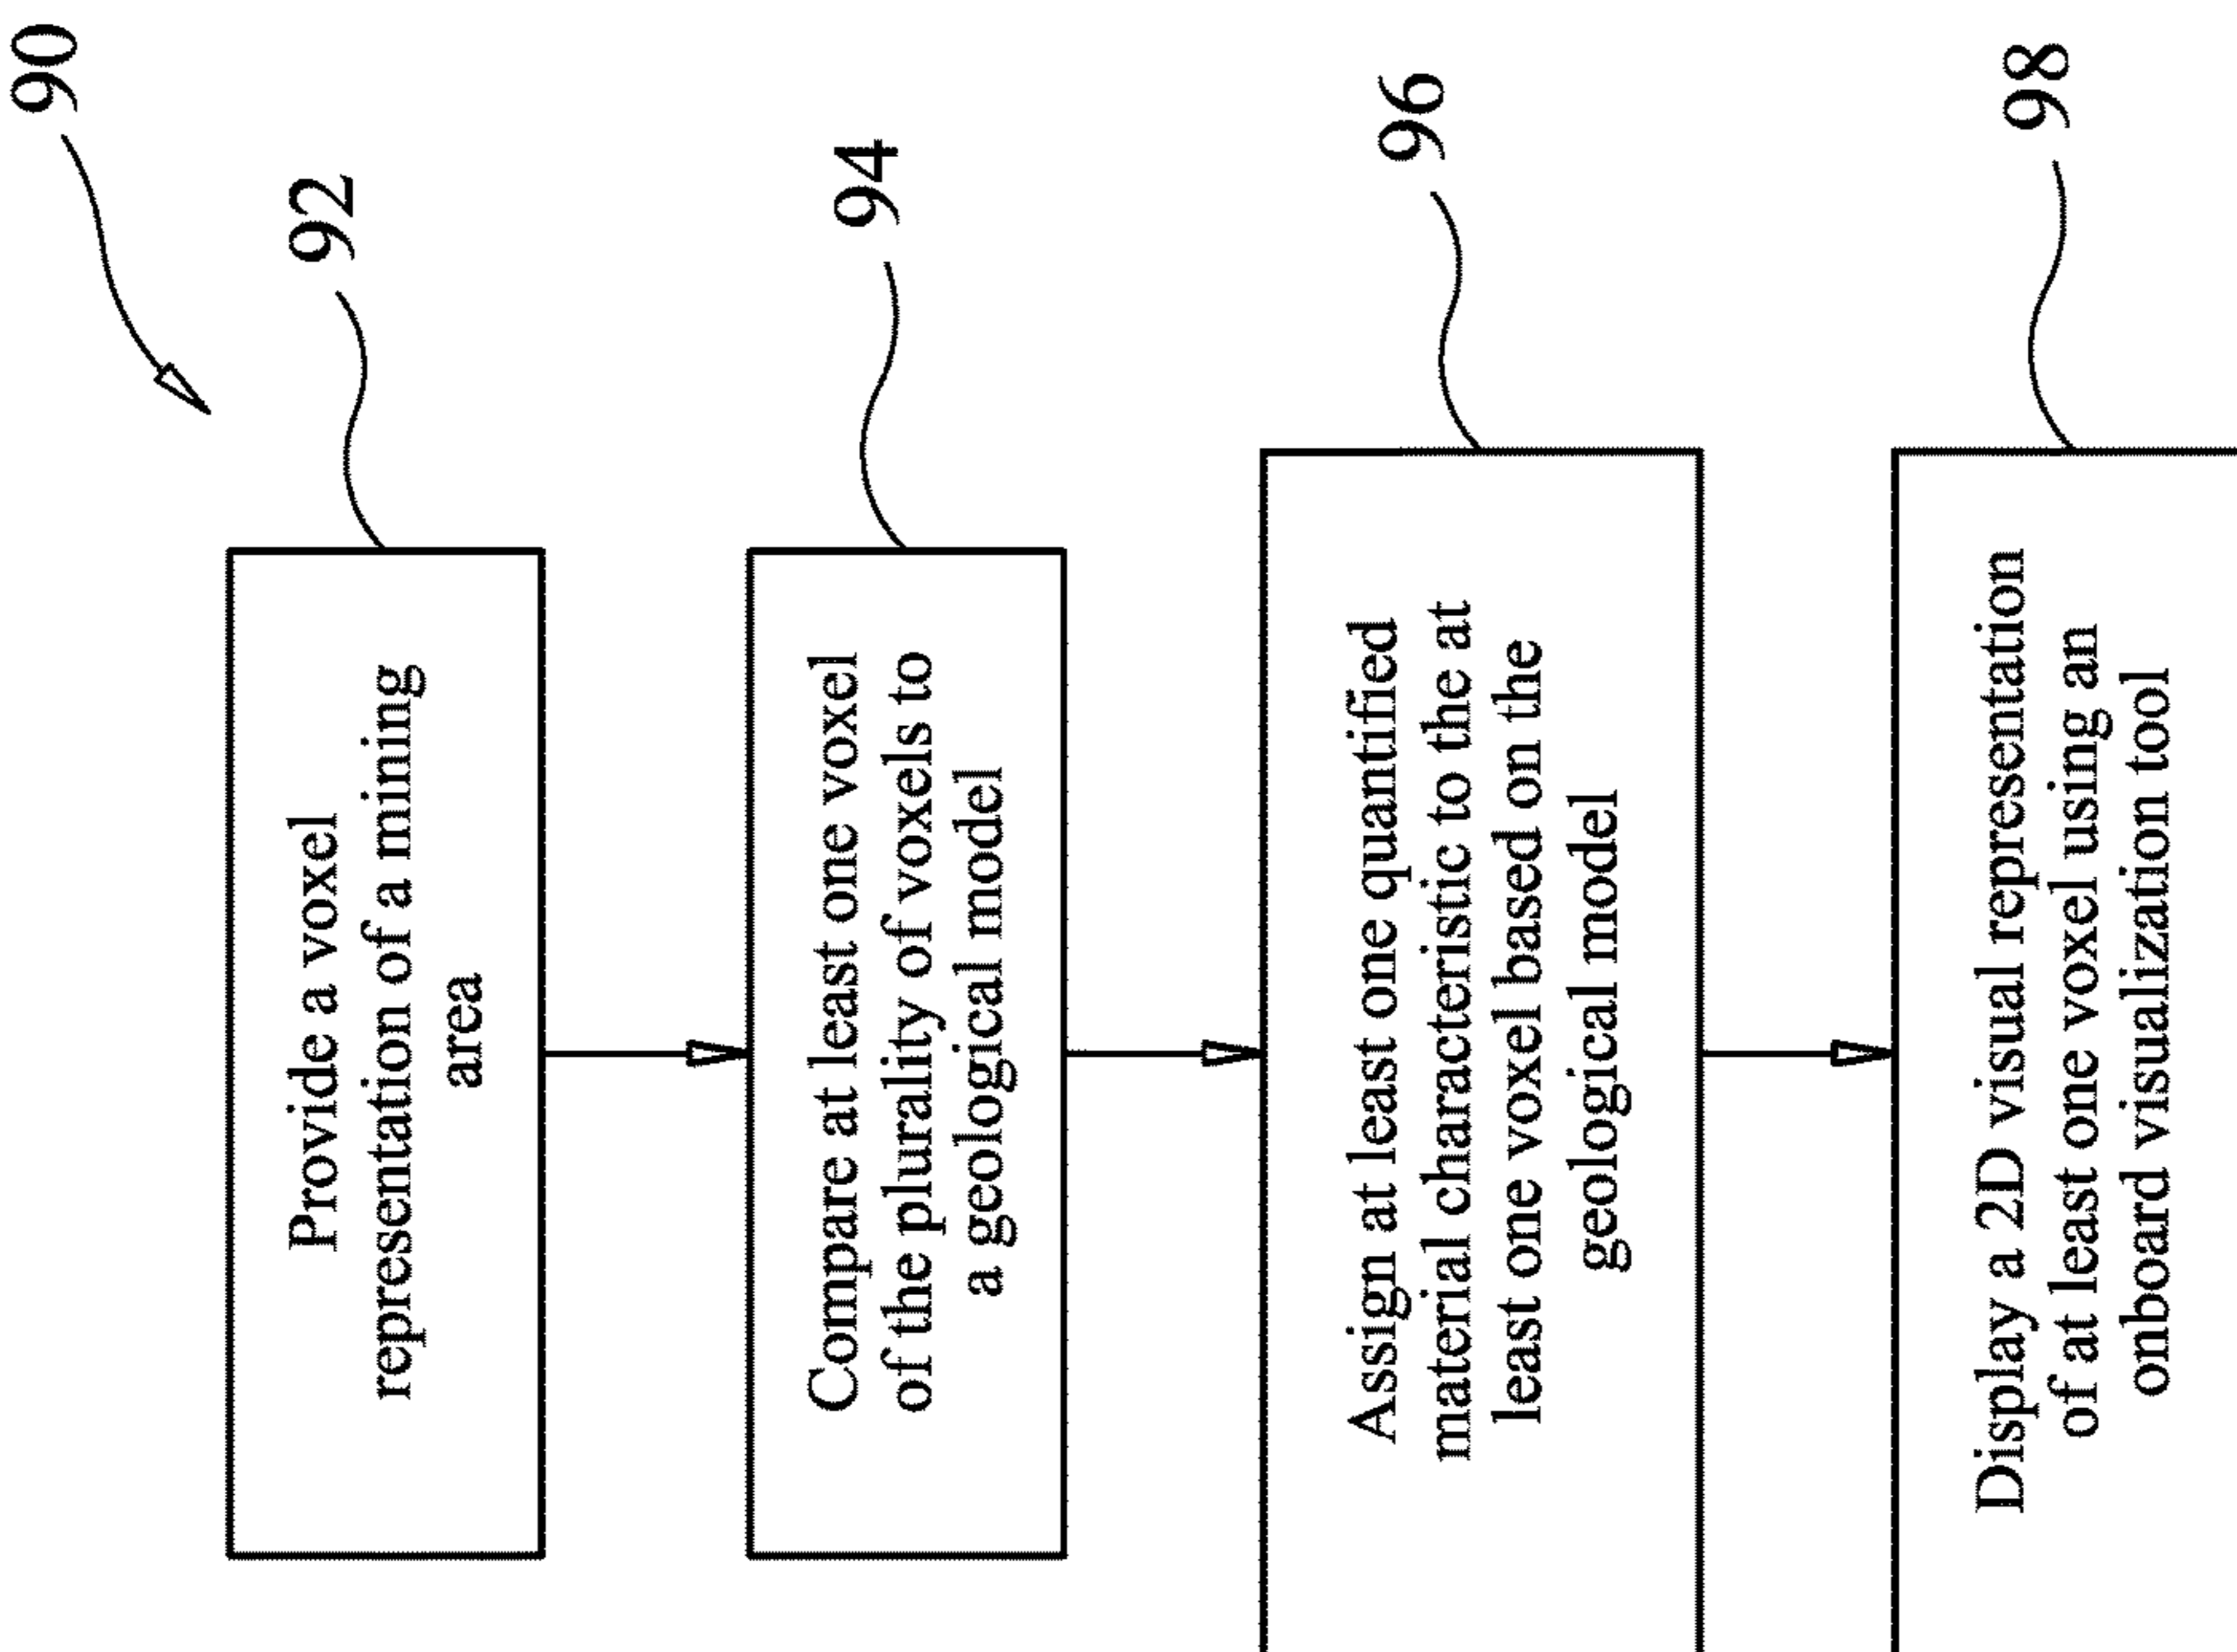 90
92
Provide a voxel
representation of a mining
area
94
Compare at least one voxel
of the plurality of voxels to
a geological model
96
Assign at least one quantified
material characteristic to the at
least one voxel based on the
geological model
98
Display a 2D visual representation
of at least one voxel using an
onboard visualization tool